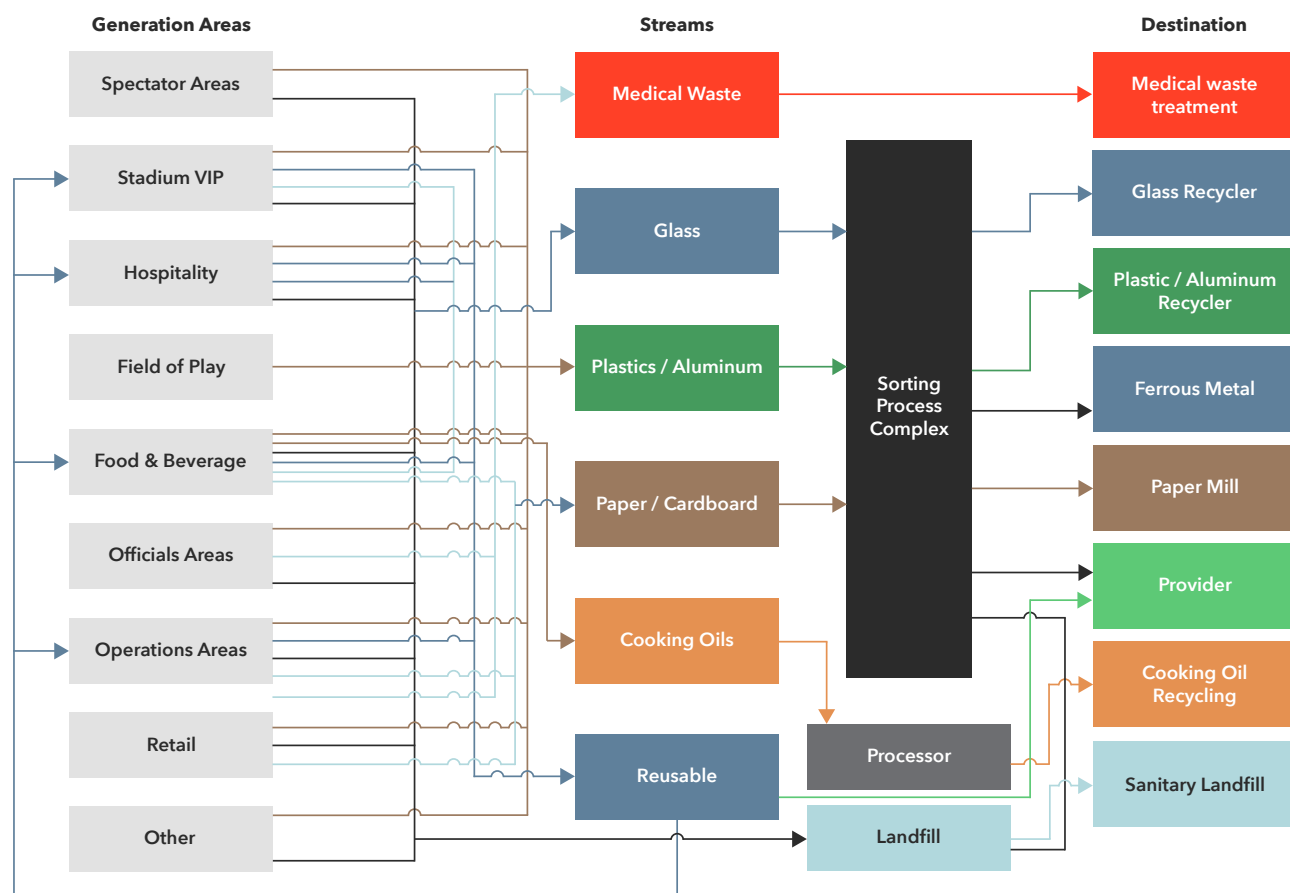 Generation Areas
Streams
Destination
Spectator Areas
Stadium VIP
Hospitality
Field of Play
Food & Beverage
Officials Areas
Operations Areas
Retail
Other
Medical Waste
Glass
Plastics / Aluminum
Paper / Cardboard
Cooking Oils
Reusable
Sorting
Process
Complex
Processor
Landfill
Medical waste
treatment
Glass Recycler
Plastic / Aluminum
Recycler
Ferrous Metal
Paper Mill
Provider
Cooking Oil
Recycling
Sanitary Landfill